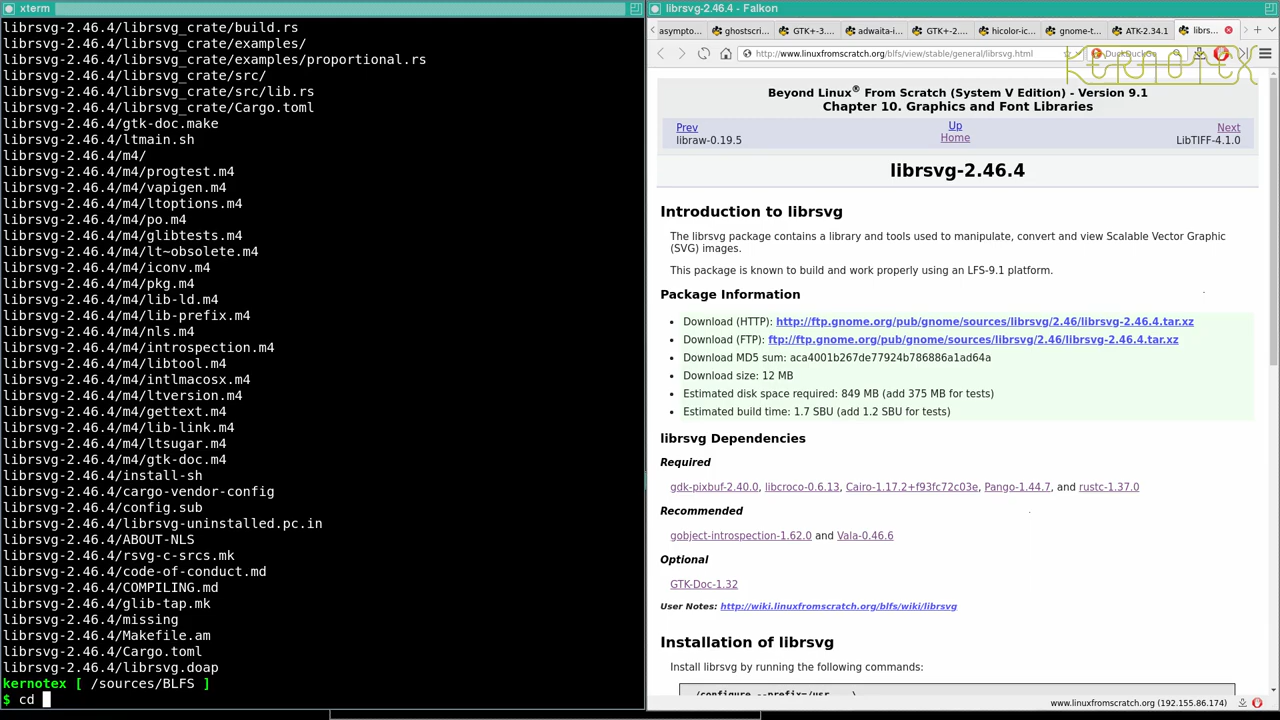 xterm
librsvg-2.46.4/librsvg_crate/build.rs
librsvg-2.46.4/librsvg_crate/examples/
librsvg-2.46.4/librsvg_crate/examples/proportional.rs
librsvg-2.46.4/librsvg_crate/src/
librsvg-2.46.4/librsvg_crate/src/lib.rs
librsvg-2.46.4/librsvg_crate/Cargo.toml
librsvg-2.46.4/gtk-doc.make
librsvg-2.46.4/ltmain.sh
librsvg-2.46.4/m4/
librsvg-2.46.4/m4/progtest.m4
librsvg-2.46.4/m4/vapigen.m4
librsvg-2.46.4/m4/ltoptions.m4
librsvg-2.46.4/m4/po.m4
librsvg-2.46.4/m4/glibtests.m4
librsvg-2.46.4/m4/lt~obsolete.m4
librsvg-2.46.4/m4/iconv.m4
librsvg-2.46.4/m4/pkg.m4
librsvg-2.46.4/m4/lib-ld.m4
librsvg-2.46.4/m4/lib-prefix.m4
librsvg-2.46.4/m4/nls.m4
librsvg-2.46.4/m4/introspection.m4
librsvg-2.46.4/m4/libtool.m4
librsvg-2.46.4/m4/intlmacosx.m4
librsvg-2.46.4/m4/ltversion.m4
librsvg-2.46.4/m4/gettext.m4
librsvg-2.46.4/m4/lib-link.m4
librsvg-2.46.4/m4/ltsugar.m4
librsvg-2.46.4/m4/gtk-doc.m4
librsvg-2.46.4/install-sh
librsvg-2.46.4/cargo-vendor-config
librsvg-2.46.4/config.sub
librsvg-2.46.4/librsvg-uninstalled.pc.in
librsvg-2.46.4/ABOUT-NLS
librsvg-2.46.4/rsvg-c-srcs.mk
librsvg-2.46.4/code-of-conduct.md
librsvg-2.46.4/COMPILING.md
librsvg-2.46.4/glib-tap.mk
librsvg-2.46.4/missing
librsvg-2.46.4/Makefile.am
librsvg-2.46.4/Cargo.toml
librsvg-2.46.4/librsvg.doap
kernotex [ /sources/BLFS ]
$ cd
librsvg-2.46.4 - Falkon
asympto... ghostscri... GTK+-3.... adwaita-i... GTK+-2.... hicolor-ic... gnome-t... ATK-2.34.1 librs...
http://www.linuxfromscratch.org/blfs/view/stable/general/librsvg.html DuckDuckGo
KERNOTEX
Beyond Linux® From Scratch (System V Edition) - Version 9.1
Chapter 10. Graphics and Font Libraries
Prev Up Next
libraw-0.19.5 Home LibTIFF-4.1.0
librsvg-2.46.4
Introduction to librsvg
The librsvg package contains a library and tools used to manipulate, convert and view Scalable Vector Graphic
(SVG) images.
This package is known to build and work properly using an LFS-9.1 platform.
Package Information
• Download (HTTP): http://ftp.gnome.org/pub/gnome/sources/librsvg/2.46/librsvg-2.46.4.tar.xz
• Download (FTP): ftp://ftp.gnome.org/pub/gnome/sources/librsvg/2.46/librsvg-2.46.4.tar.xz
• Download MD5 sum: aca4001b267de77924b786886a1ad64a
• Download size: 12 MB
• Estimated disk space required: 849 MB (add 375 MB for tests)
• Estimated build time: 1.7 SBU (add 1.2 SBU for tests)
librsvg Dependencies
Required
gdk-pixbuf-2.40.0, libcroco-0.6.13, Cairo-1.17.2+f93fc72c03e, Pango-1.44.7, and rustc-1.37.0
Recommended
gobject-introspection-1.62.0 and Vala-0.46.6
Optional
GTK-Doc-1.32
User Notes: http://wiki.linuxfromscratch.org/blfs/wiki/librsvg
Installation of librsvg
Install librsvg by running the following commands:
./configure --prefix=/usr \
www.linuxfromscratch.org (192.155.86.174)